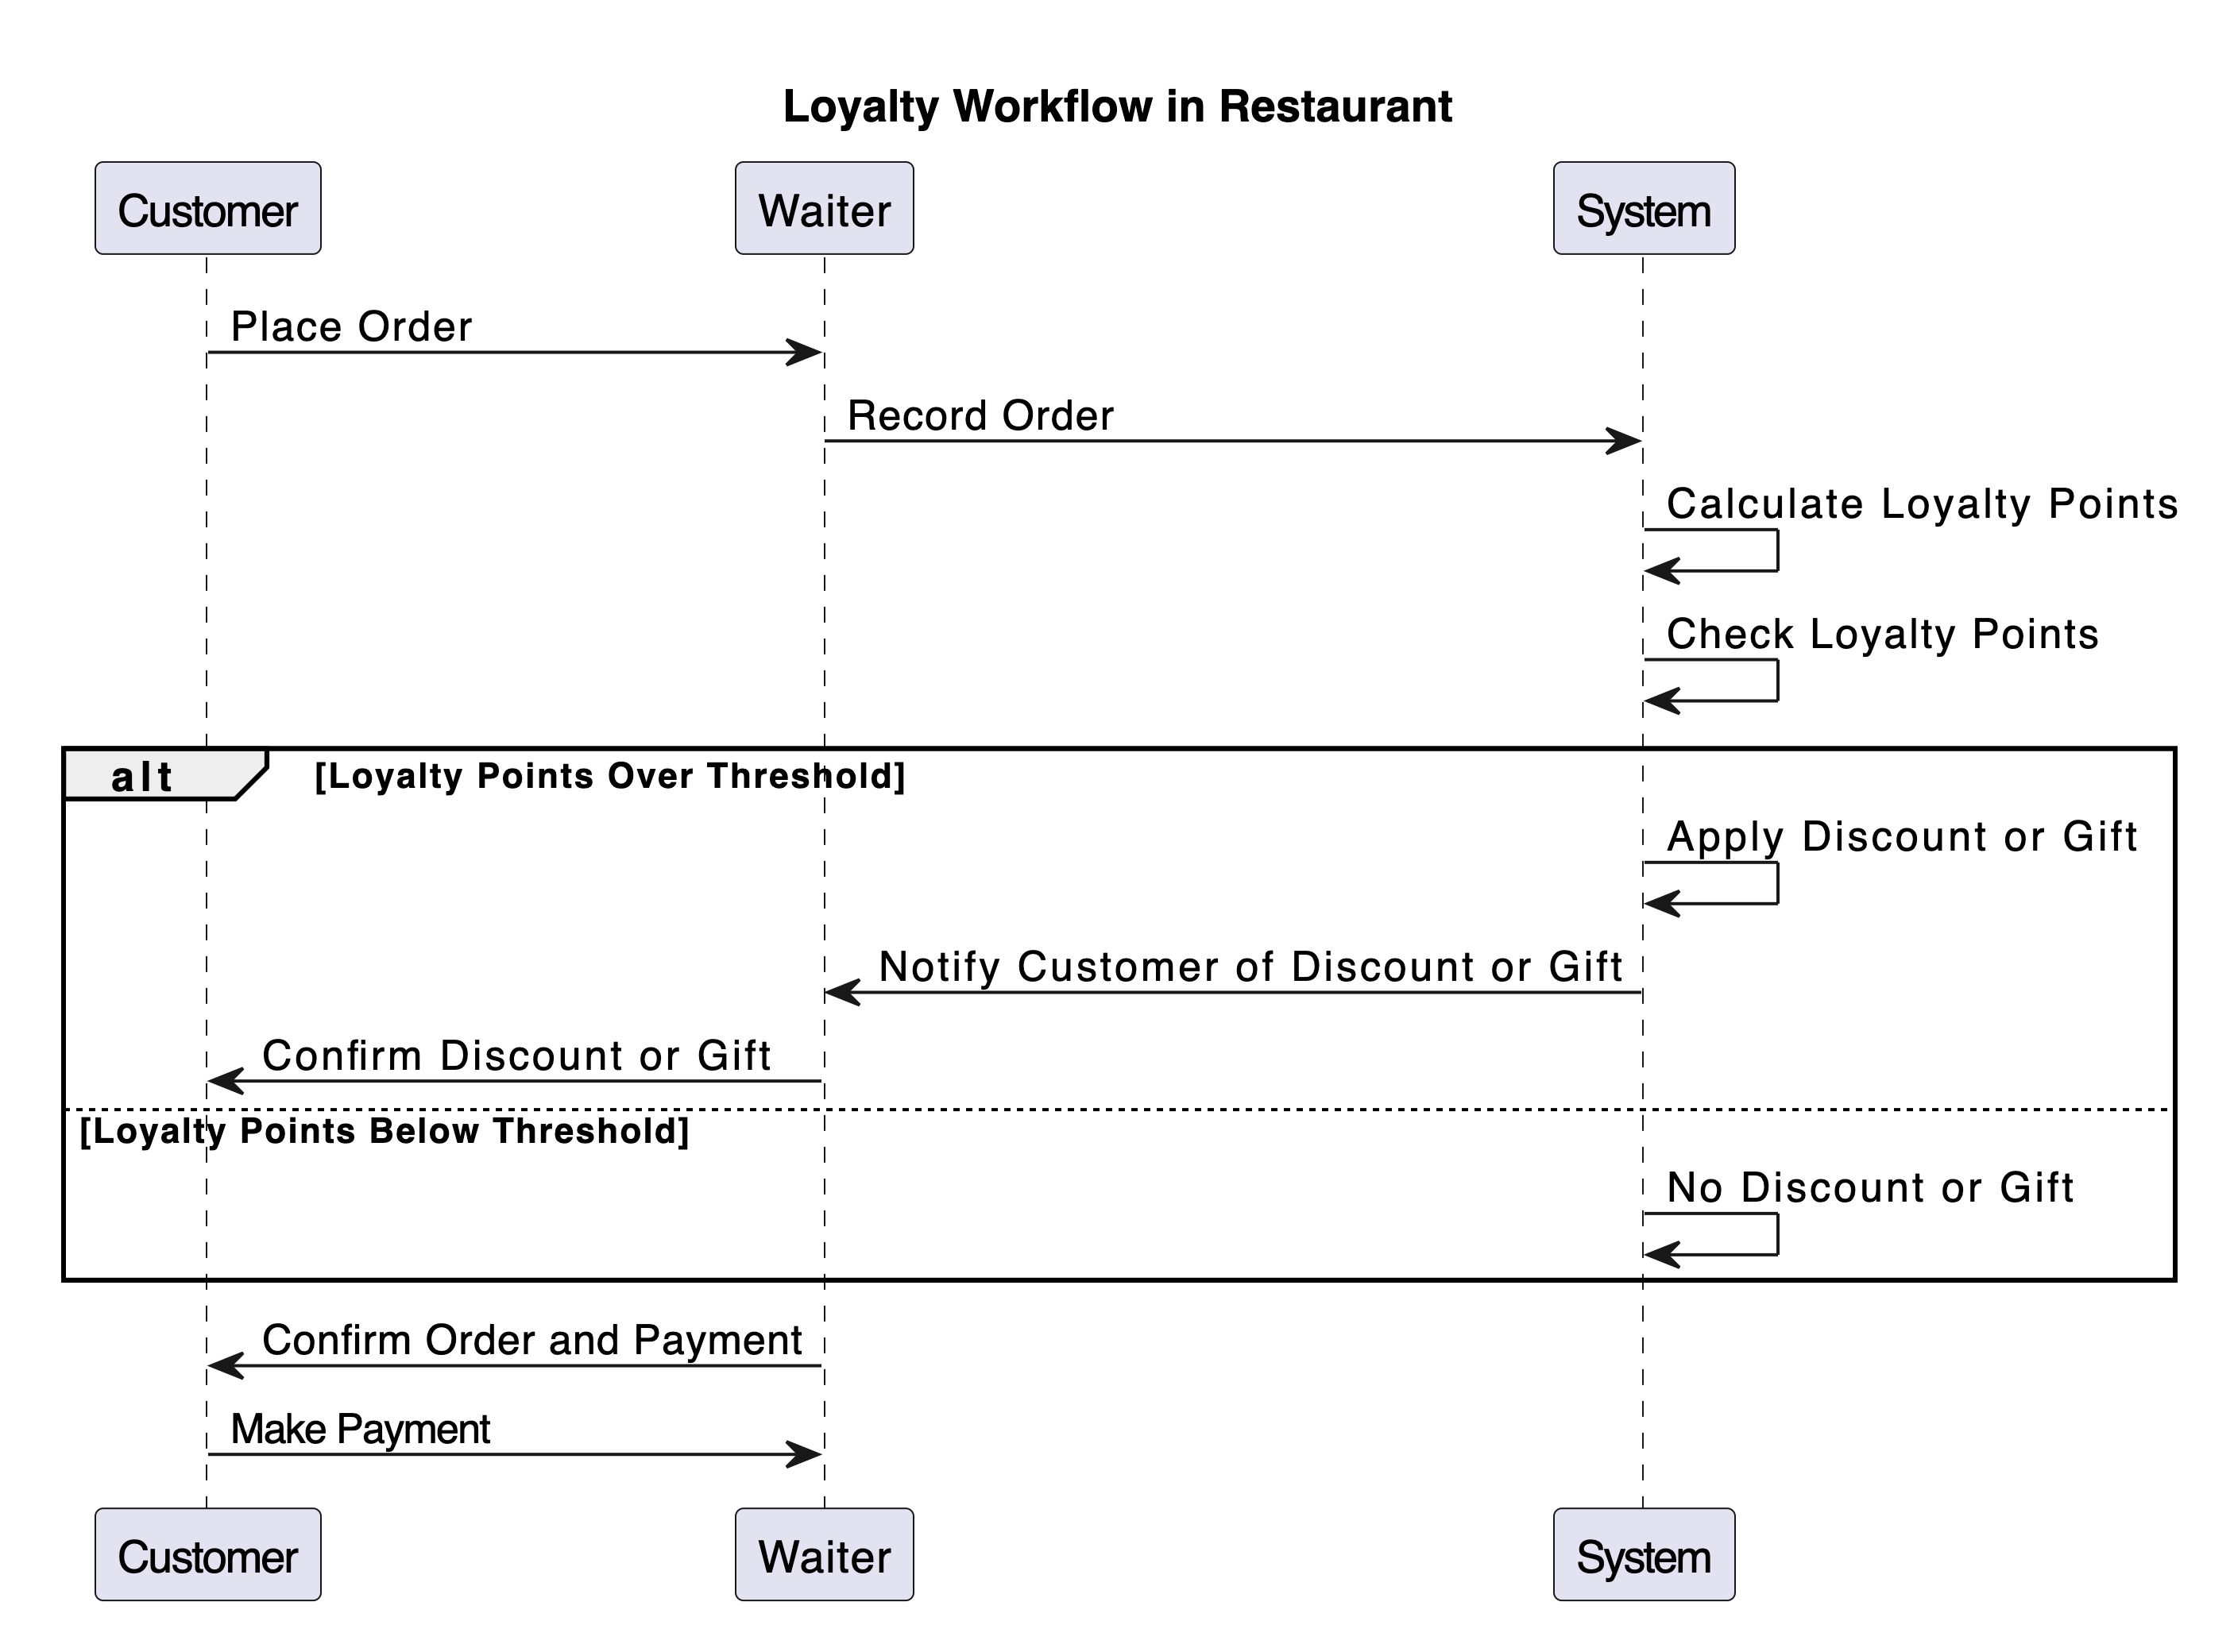 Loyalty Workflow in Restaurant
Customer
Waiter
System
Place Order
Record Order
Calculate Loyalty Points
Check Loyalty Points
alt
[Loyalty Points Over Threshold]
Apply Discount or Gift
Notify Customer of Discount or Gift
Confirm Discount or Gift
[Loyalty Points Below Threshold]
No Discount or Gift
Confirm Order and Payment
Make Payment
Customer
Waiter
System